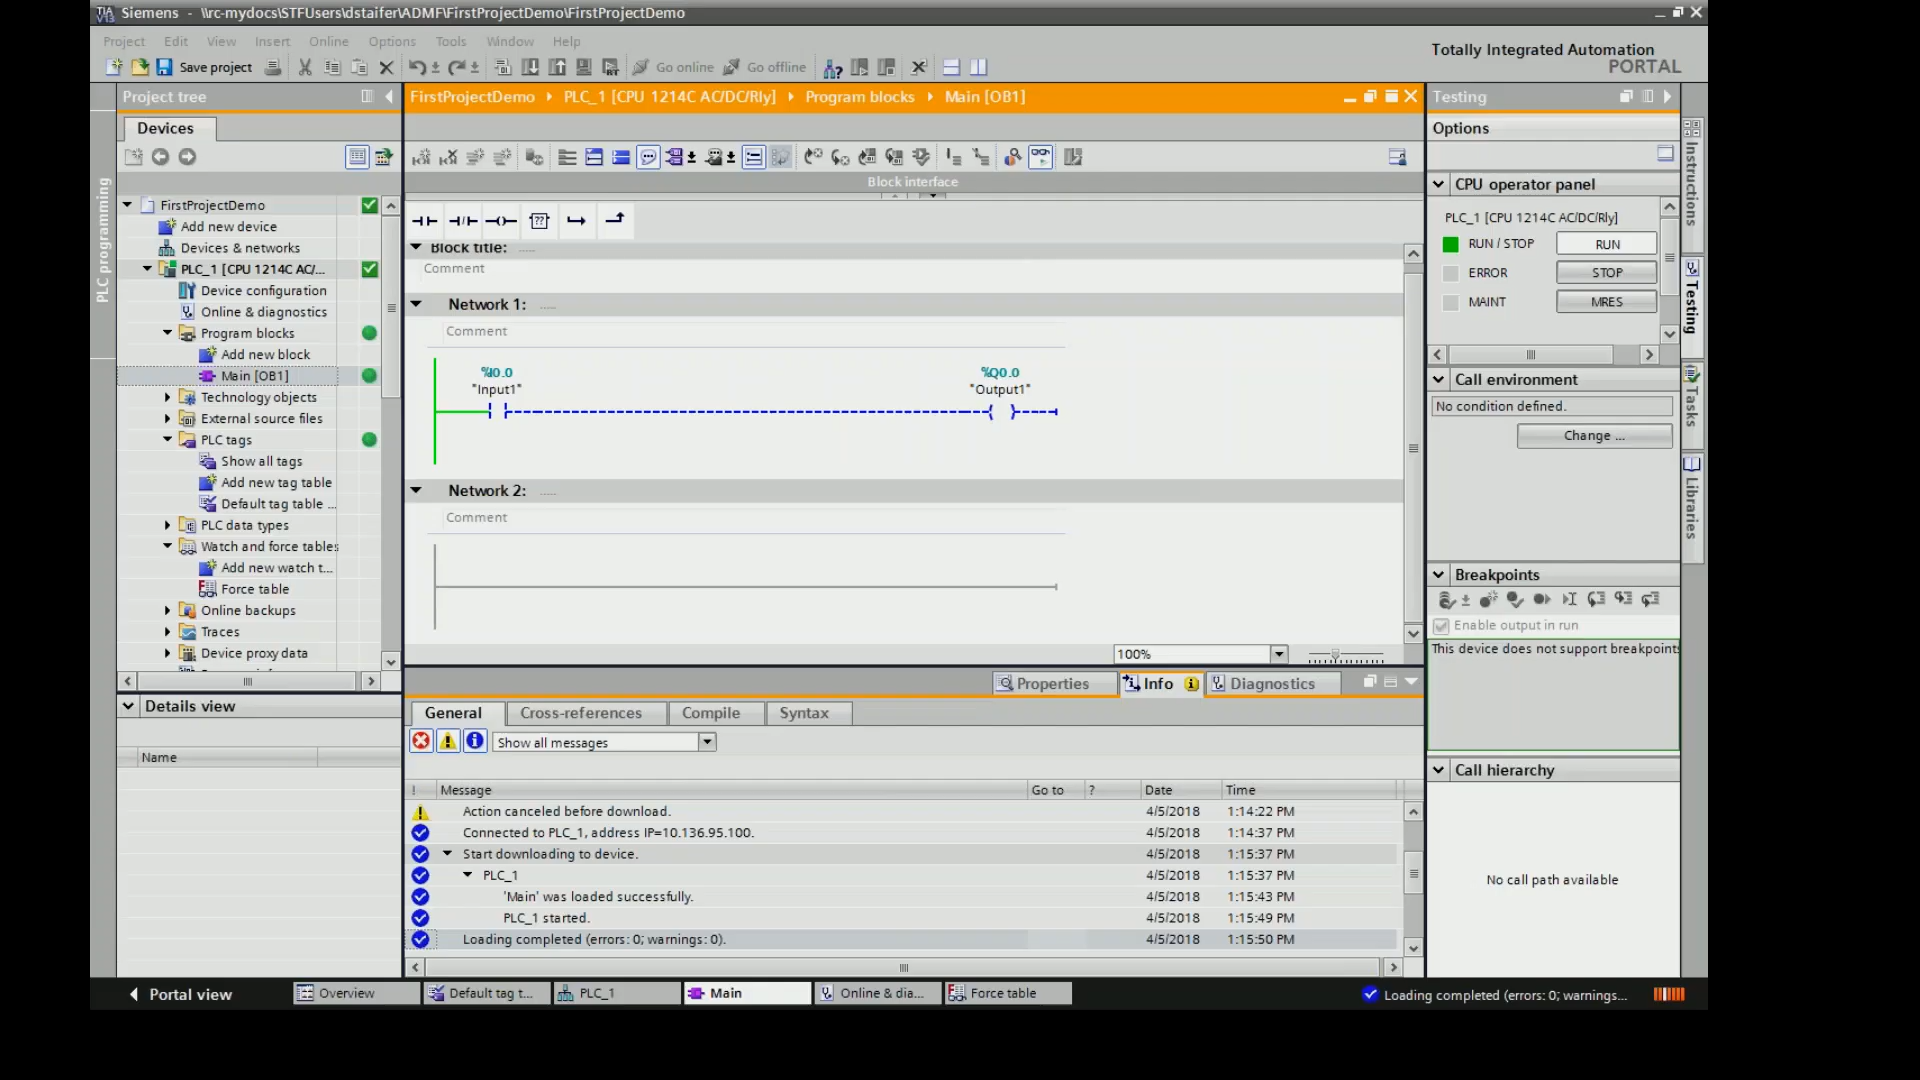 TIA V13 Siemens - \\rc-mydocs\STFUsers\dstaifer\ADMF\FirstProjectDemo\FirstProjectDemo
Project Edit View Insert Online Options Tools Window Help
Totally Integrated Automation
PORTAL
Save project Go online Go offline
Project tree
FirstProjectDemo PLC_1 [CPU 1214C AC/DC/Rly] Program blocks Main [OB1]
Testing
Devices
Options
Block interface
PLC programming
FirstProjectDemo
Add new device
Devices & networks
PLC_1 [CPU 1214C AC/...
Device configuration
Online & diagnostics
Program blocks
Add new block
Main [OB1]
Technology objects
External source files
PLC tags
Show all tags
Add new tag table
Default tag table ...
PLC data types
Watch and force tables
Add new watch t...
Force table
Online backups
Traces
Device proxy data
Details view
Name
Block title: .....
Comment
Network 1: .....
Comment
%I0.0
"Input1"
%Q0.0
"Output1"
Network 2: .....
Comment
100%
CPU operator panel
PLC_1 [CPU 1214C AC/DC/Rly]
RUN / STOP RUN
ERROR STOP
MAINT MRES
Call environment
No condition defined.
Change ...
Breakpoints
Enable output in run
This device does not support breakpoints
Call hierarchy
No call path available
Instructions
Testing
Tasks
Libraries
Properties Info Diagnostics
General Cross-references Compile Syntax
Show all messages
! Message Go to ? Date Time
Action canceled before download. 4/5/2018 1:14:22 PM
Connected to PLC_1, address IP=10.136.95.100. 4/5/2018 1:14:37 PM
Start downloading to device. 4/5/2018 1:15:37 PM
PLC_1 4/5/2018 1:15:37 PM
'Main' was loaded successfully. 4/5/2018 1:15:43 PM
PLC_1 started. 4/5/2018 1:15:49 PM
Loading completed (errors: 0; warnings: 0). 4/5/2018 1:15:50 PM
Portal view Overview Default tag t... PLC_1 Main Online & dia... Force table Loading completed (errors: 0; warnings...